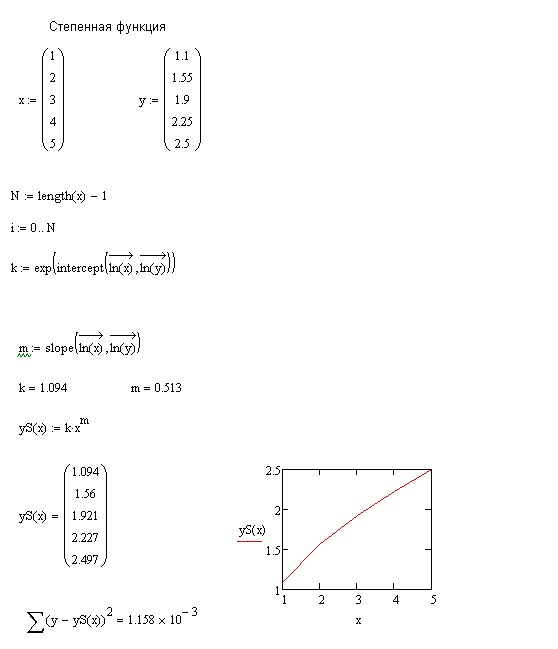 Степенная функция
x := (1 2 3 4 5) y := (1.1 1.55 1.9 2.25 2.5)
N := length(x) − 1
i := 0 .. N
k := exp(intercept(ln(x), ln(y)))
m := slope(ln(x), ln(y))
k = 1.094 m = 0.513
yS(x) := k·x^m
yS(x) = (1.094 1.56 1.921 2.227 2.497)
2.5
2
yS(x)
1.5
1
1 2 3 4 5
x
∑(y − yS(x))^2 = 1.158 × 10^−3